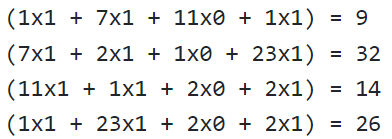 (1x1 + 7x1 + 11x0 + 1x1) = 9
(7x1 + 2x1 + 1x0 + 23x1) = 32
(11x1 + 1x1 + 2x0 + 2x1) = 14
(1x1 + 23x1 + 2x0 + 2x1) = 26